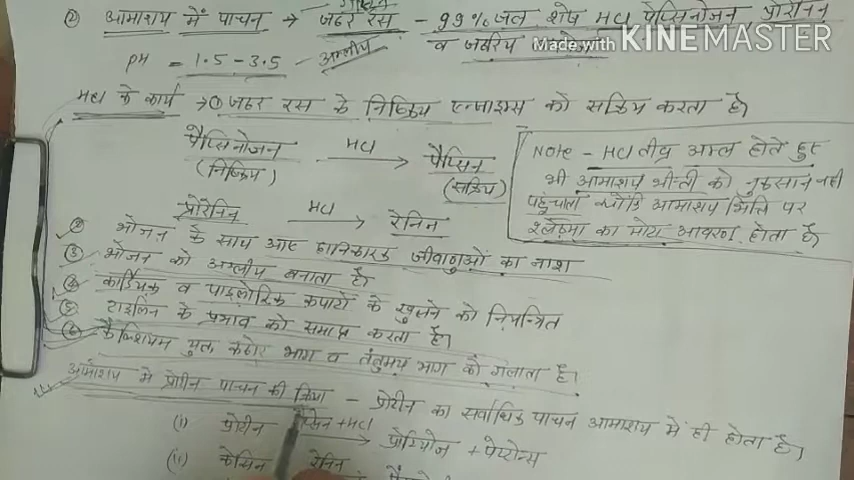 ② आमाशय में पाचन → जठर रस - 99% जल शेष HCl पेप्सिनोजन, प्रोरेनिन
व जठरीय
Made with KINEMASTER
PH = 1.5 - 3.5 - अम्लीय
HCl के कार्य → ① जठर रस के निष्क्रिय एन्जाइम्स को सक्रिय करता है।
पैप्सिनोजन HCl → पैप्सिन
(निष्क्रिय) (सक्रिय)
प्रोरेनिन HCl → रेनिन
Note - HCl तीव्र अम्ल होते हुए
भी आमाशय भीत्ती को नुकसान नहीं
पहुंचाता क्योंकि आमाशय भित्ति पर
श्लेष्मा का मोटा आवरण होता है।
② भोजन के साथ आए हानिकारक जीवाणुओं का नाश
③ भोजन को अम्लीय बनाता है।
④ कार्डियक व पाइलोरिक कपाटों के खुलने को नियन्त्रित
⑤ टाइलिन के प्रभाव को समाप्त करता है।
⑥ कैल्शियम युक्त कठोर भाग व तंतुमय भाग को गलाता है।
आमाशय में प्रोटीन पाचन की क्रिया - प्रोटीन का सर्वाधिक पाचन आमाशय में ही होता है।
(i) प्रोटीन +HCl → प्रोटियोज + पेप्टोन्स
(ii) केसिन रेनिन